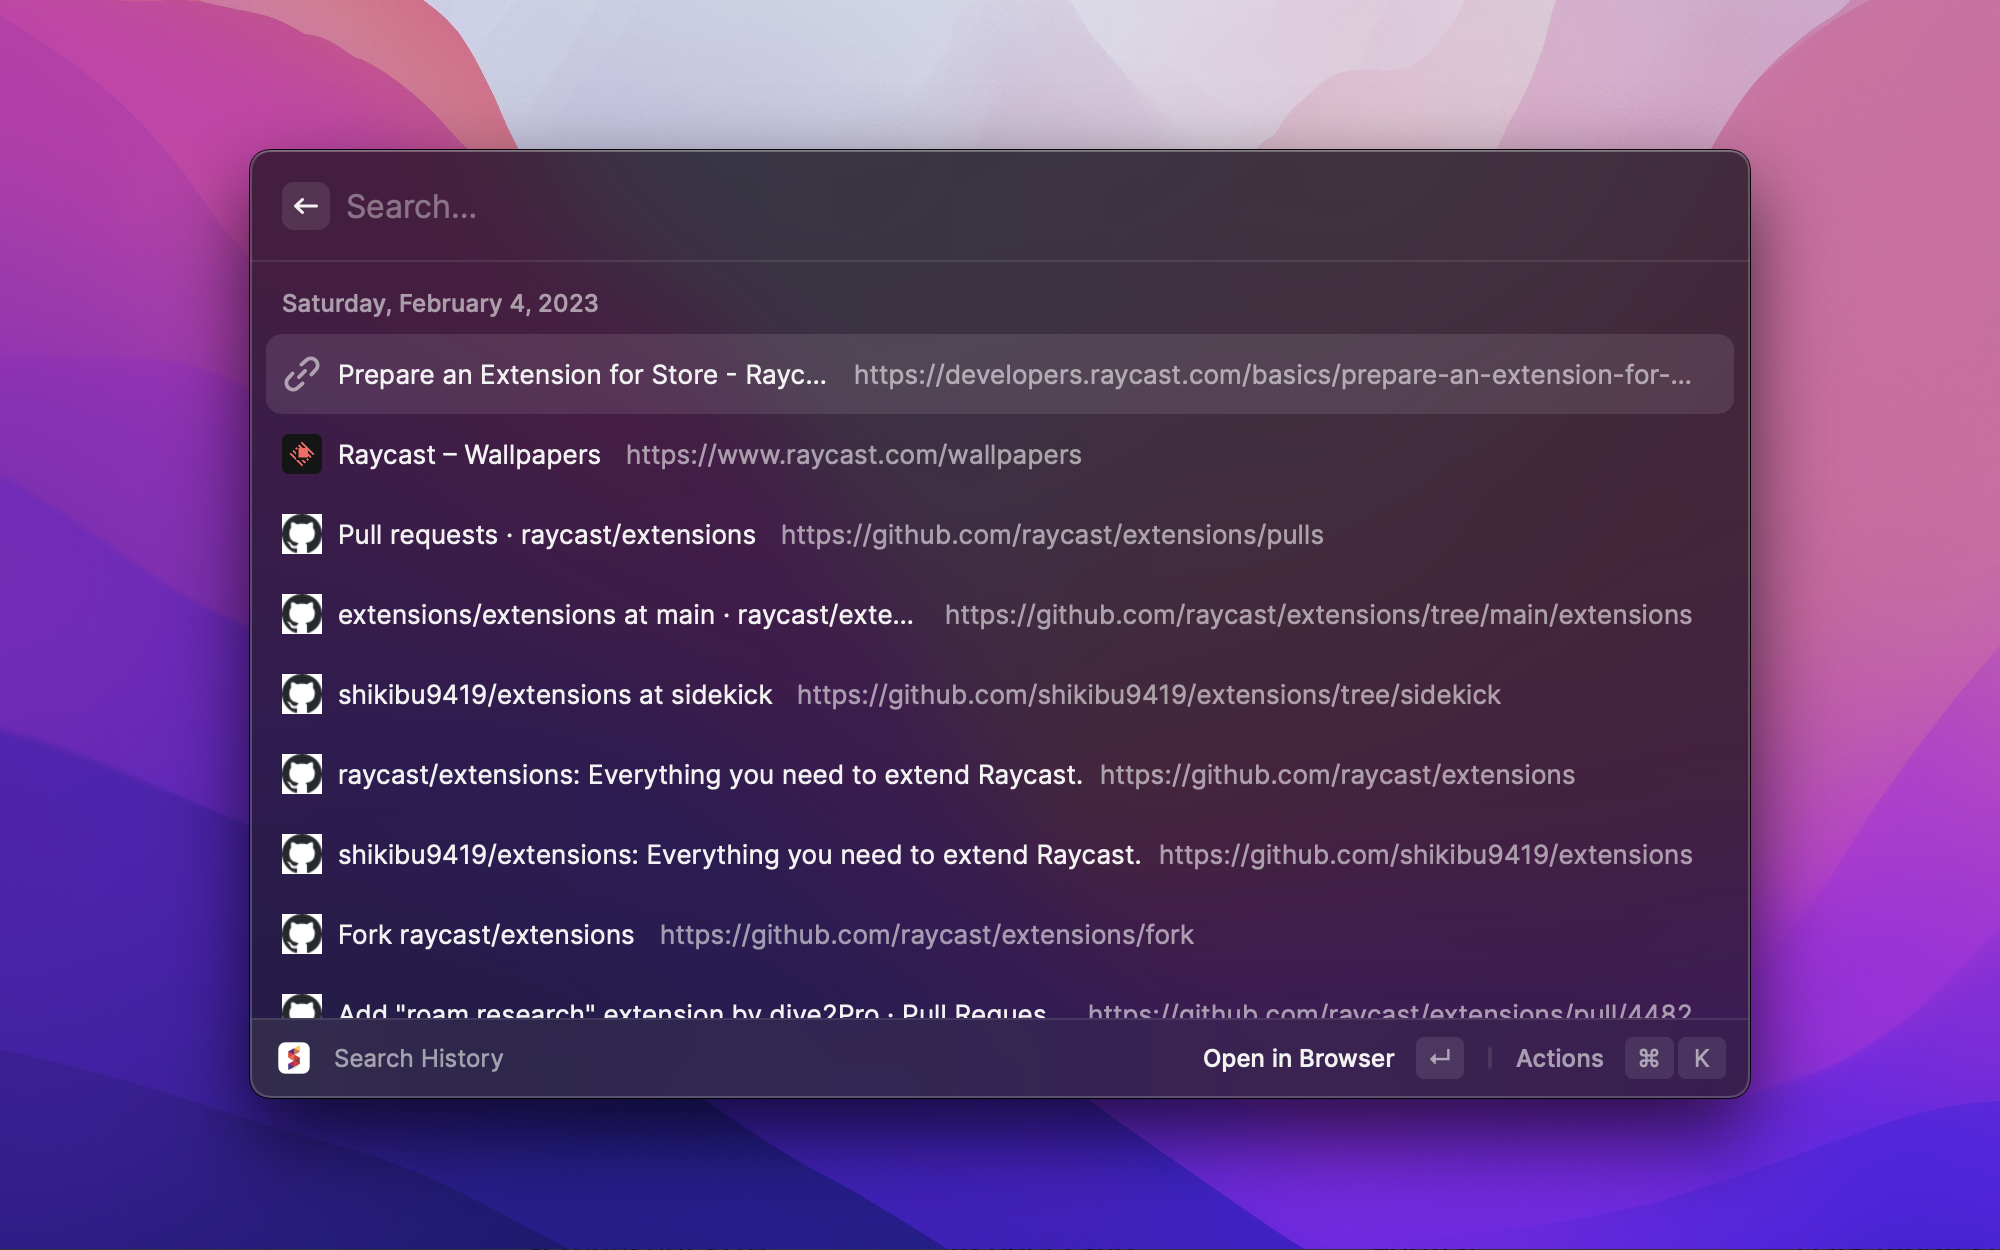 Search...
Saturday, February 4, 2023
Prepare an Extension for Store - Rayc... https://developers.raycast.com/basics/prepare-an-extension-for-...
Raycast – Wallpapers https://www.raycast.com/wallpapers
Pull requests · raycast/extensions https://github.com/raycast/extensions/pulls
extensions/extensions at main · raycast/exte... https://github.com/raycast/extensions/tree/main/extensions
shikibu9419/extensions at sidekick https://github.com/shikibu9419/extensions/tree/sidekick
raycast/extensions: Everything you need to extend Raycast. https://github.com/raycast/extensions
shikibu9419/extensions: Everything you need to extend Raycast. https://github.com/shikibu9419/extensions
Fork raycast/extensions https://github.com/raycast/extensions/fork
Add "roam research" extension by dive2Pro · Pull Reques... https://github.com/raycast/extensions/pull/4482
Search History Open in Browser ↵ Actions ⌘ K